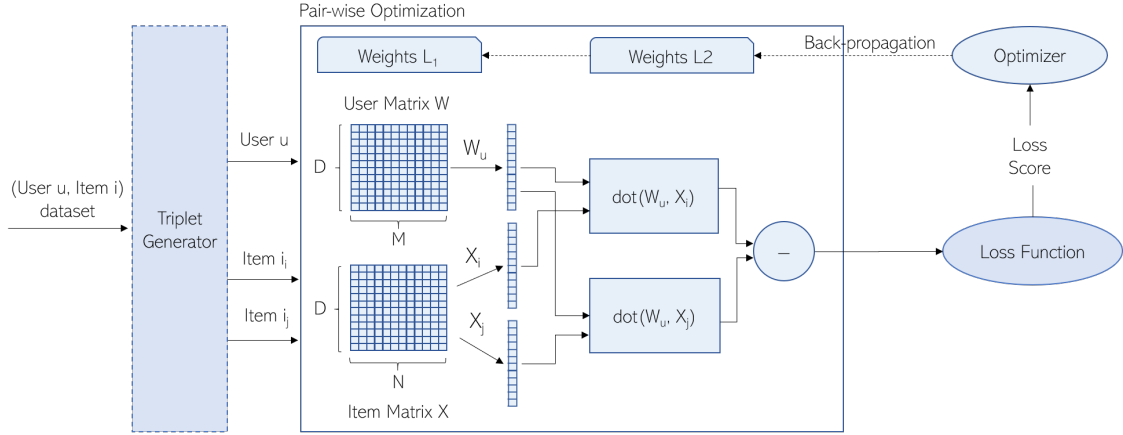 Pair-wise Optimization
Weights L₁
Weights L2
Back-propagation
Optimizer
User Matrix W
User u
D
Wᵤ
M
(User u, Item i)
dataset
Triplet
Generator
dot(Wᵤ, Xᵢ)
Loss
Score
Item iᵢ
Xᵢ
–
Loss Function
D
Item iⱼ
Xⱼ
dot(Wᵤ, Xⱼ)
N
Item Matrix X